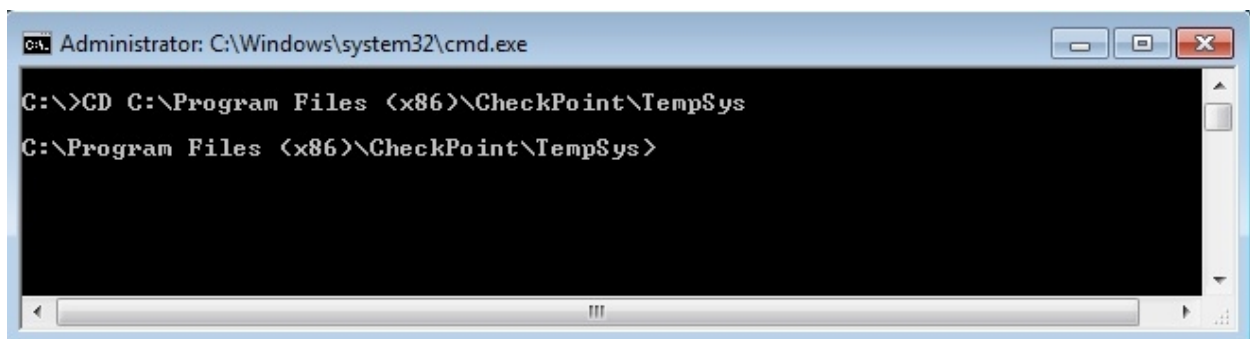 Administrator: C:\Windows\system32\cmd.exe
C:\>CD C:\Program Files (x86)\CheckPoint\TempSys
C:\Program Files (x86)\CheckPoint\TempSys>